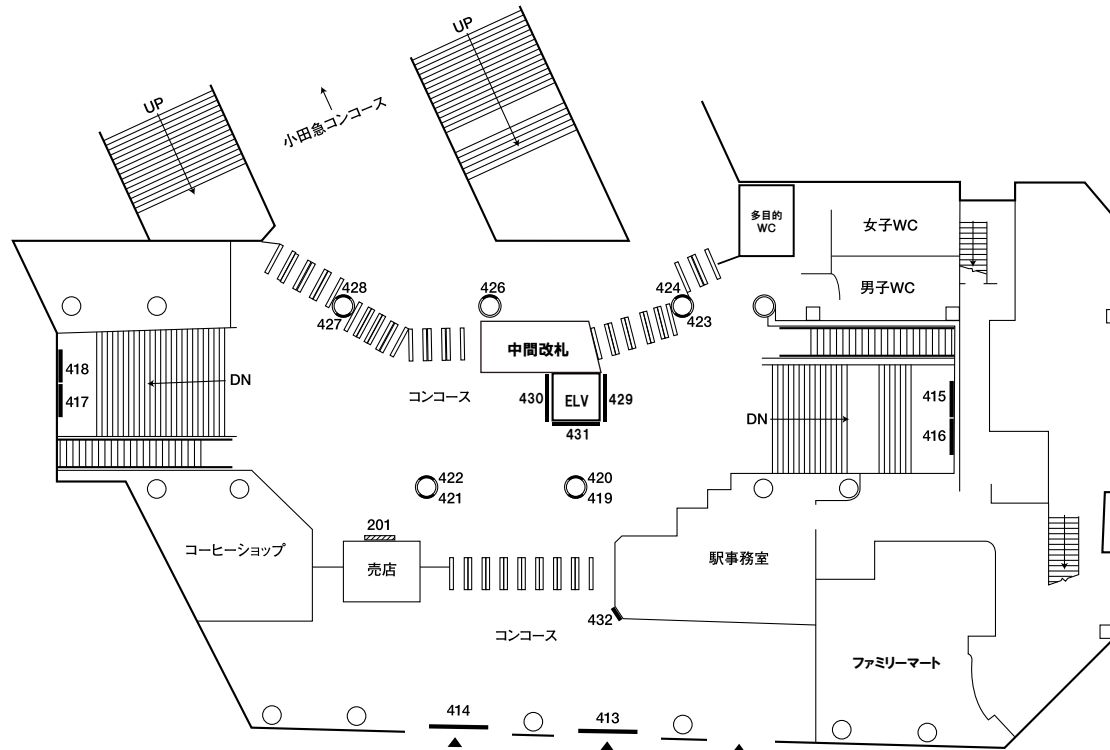 UP
UP
小田急コンコース
多目的
WC
女子WC
男子WC
428
427
426
424
423
中間改札
418
417
DN
コンコース
430
ELV
429
431
415
416
DN
422
421
420
419
201
コーヒーショップ
売店
駅事務室
432
コンコース
ファミリーマート
414
413